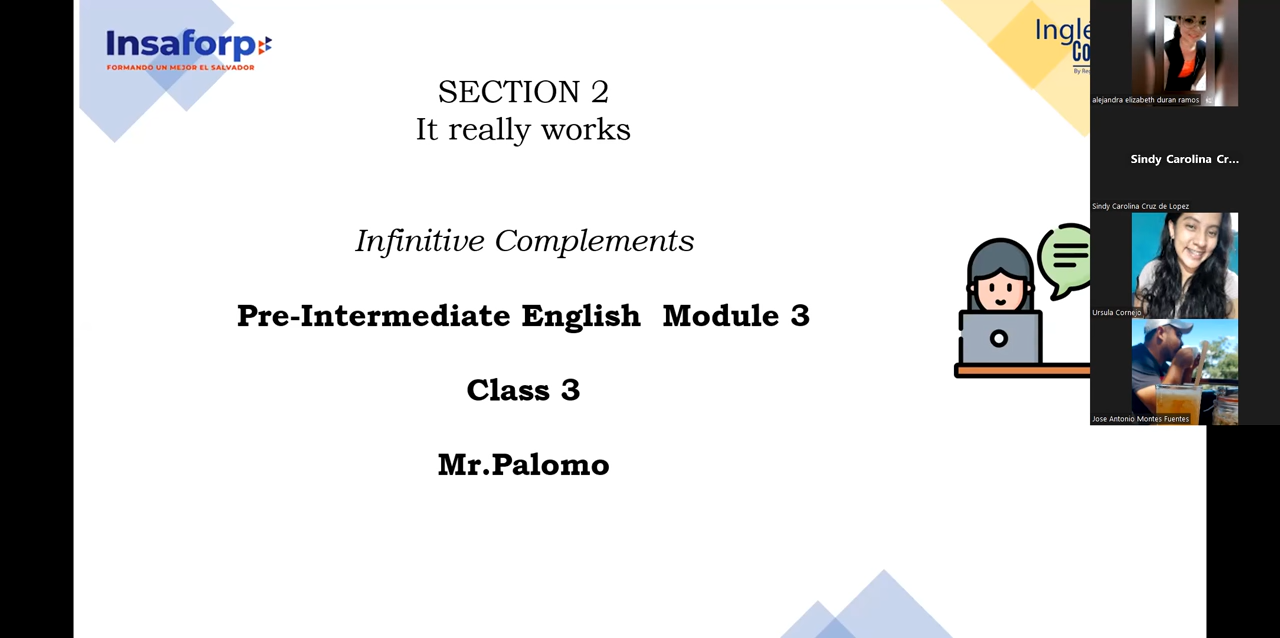 Insaforp
FORMANDO UN MEJOR EL SALVADOR
SECTION 2
It really works
Infinitive Complements
Pre-Intermediate English Module 3
Class 3
Mr.Palomo
alejandra elizabeth duran ramos
Sindy Carolina Cr...
Sindy Carolina Cruz de Lopez
Ursula Cornejo
Jose Antonio Montes Fuentes